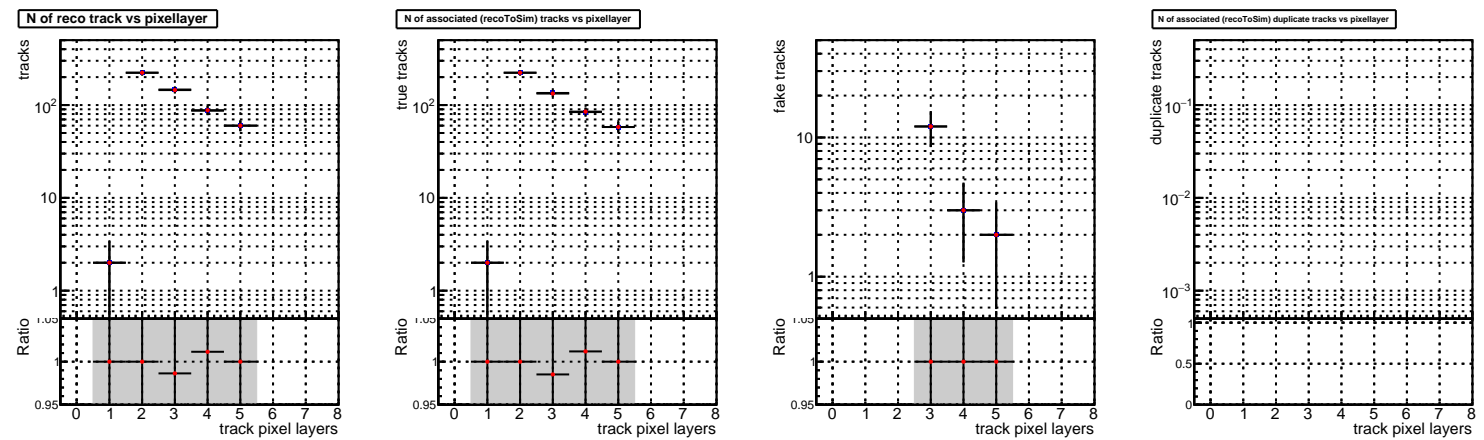 N of reco track vs pixellayer
tracks
10²
10
1
Ratio
1.05
1
0.95
0 1 2 3 4 5 6 7 8
track pixel layers
N of associated (recoToSim) tracks vs pixellayer
true tracks
10²
10
1
Ratio
1.05
1
0.95
0 1 2 3 4 5 6 7 8
track pixel layers
fake tracks
10
1
Ratio
1.05
1
0.95
0 1 2 3 4 5 6 7 8
track pixel layers
N of associated (recoToSim) duplicate tracks vs pixellayer
duplicate tracks
10⁻¹
10⁻²
10⁻³
Ratio
1
0.5
0
0 1 2 3 4 5 6 7 8
track pixel layers